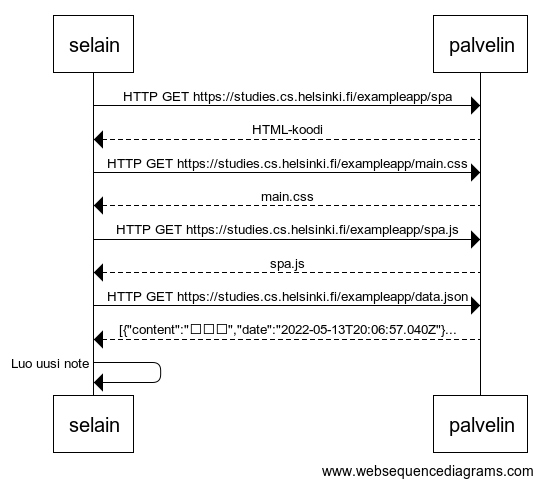 selain palvelin
HTTP GET https://studies.cs.helsinki.fi/exampleapp/spa
HTML-koodi
HTTP GET https://studies.cs.helsinki.fi/exampleapp/main.css
main.css
HTTP GET https://studies.cs.helsinki.fi/exampleapp/spa.js
spa.js
HTTP GET https://studies.cs.helsinki.fi/exampleapp/data.json
[{"content":"□□□","date":"2022-05-13T20:06:57.040Z"}...
Luo uusi note
selain palvelin
www.websequencediagrams.com